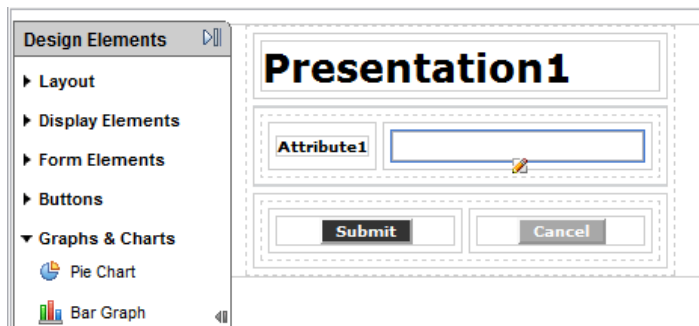 Design Elements
Layout
Display Elements
Form Elements
Buttons
Graphs & Charts
Pie Chart
Bar Graph
Presentation1
Attribute1
Submit
Cancel